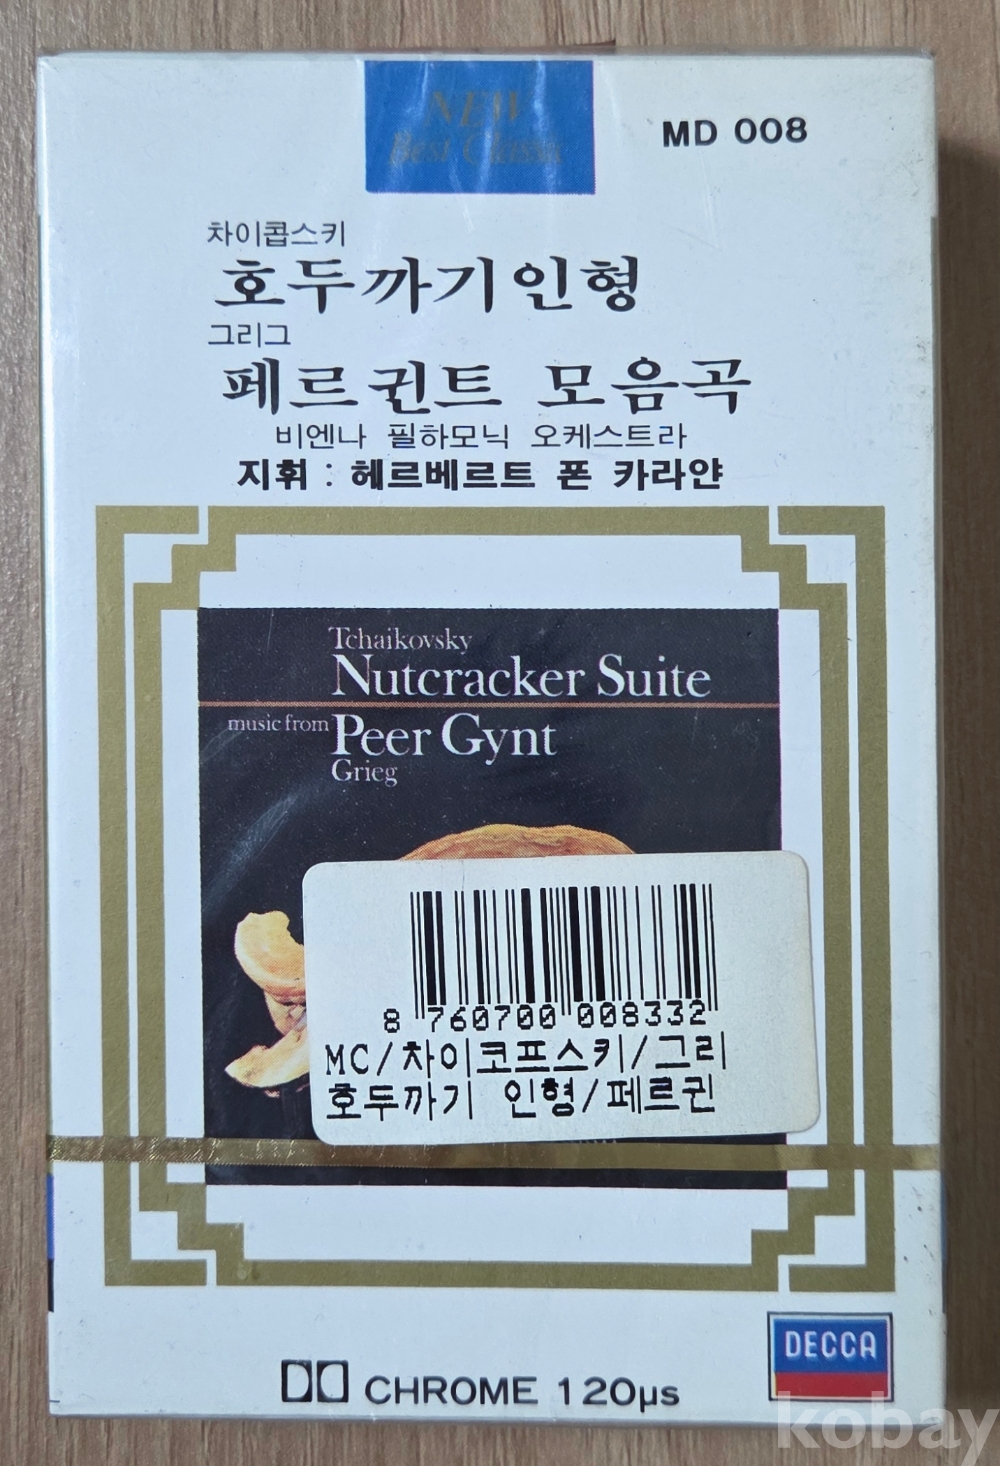 NEW
Best Classic
MD 008
차이콥스키
호두까기인형
그리그
페르귄트 모음곡
비엔나 필하모닉 오케스트라
지휘 : 헤르베르트 폰 카라얀
Tchaikovsky
Nutcracker Suite
music from Peer Gynt
Grieg
8 760700 008332
MC/차이코프스키/그리
호두까기 인형/페르귄
DECCA
CHROME 120µs
kobay